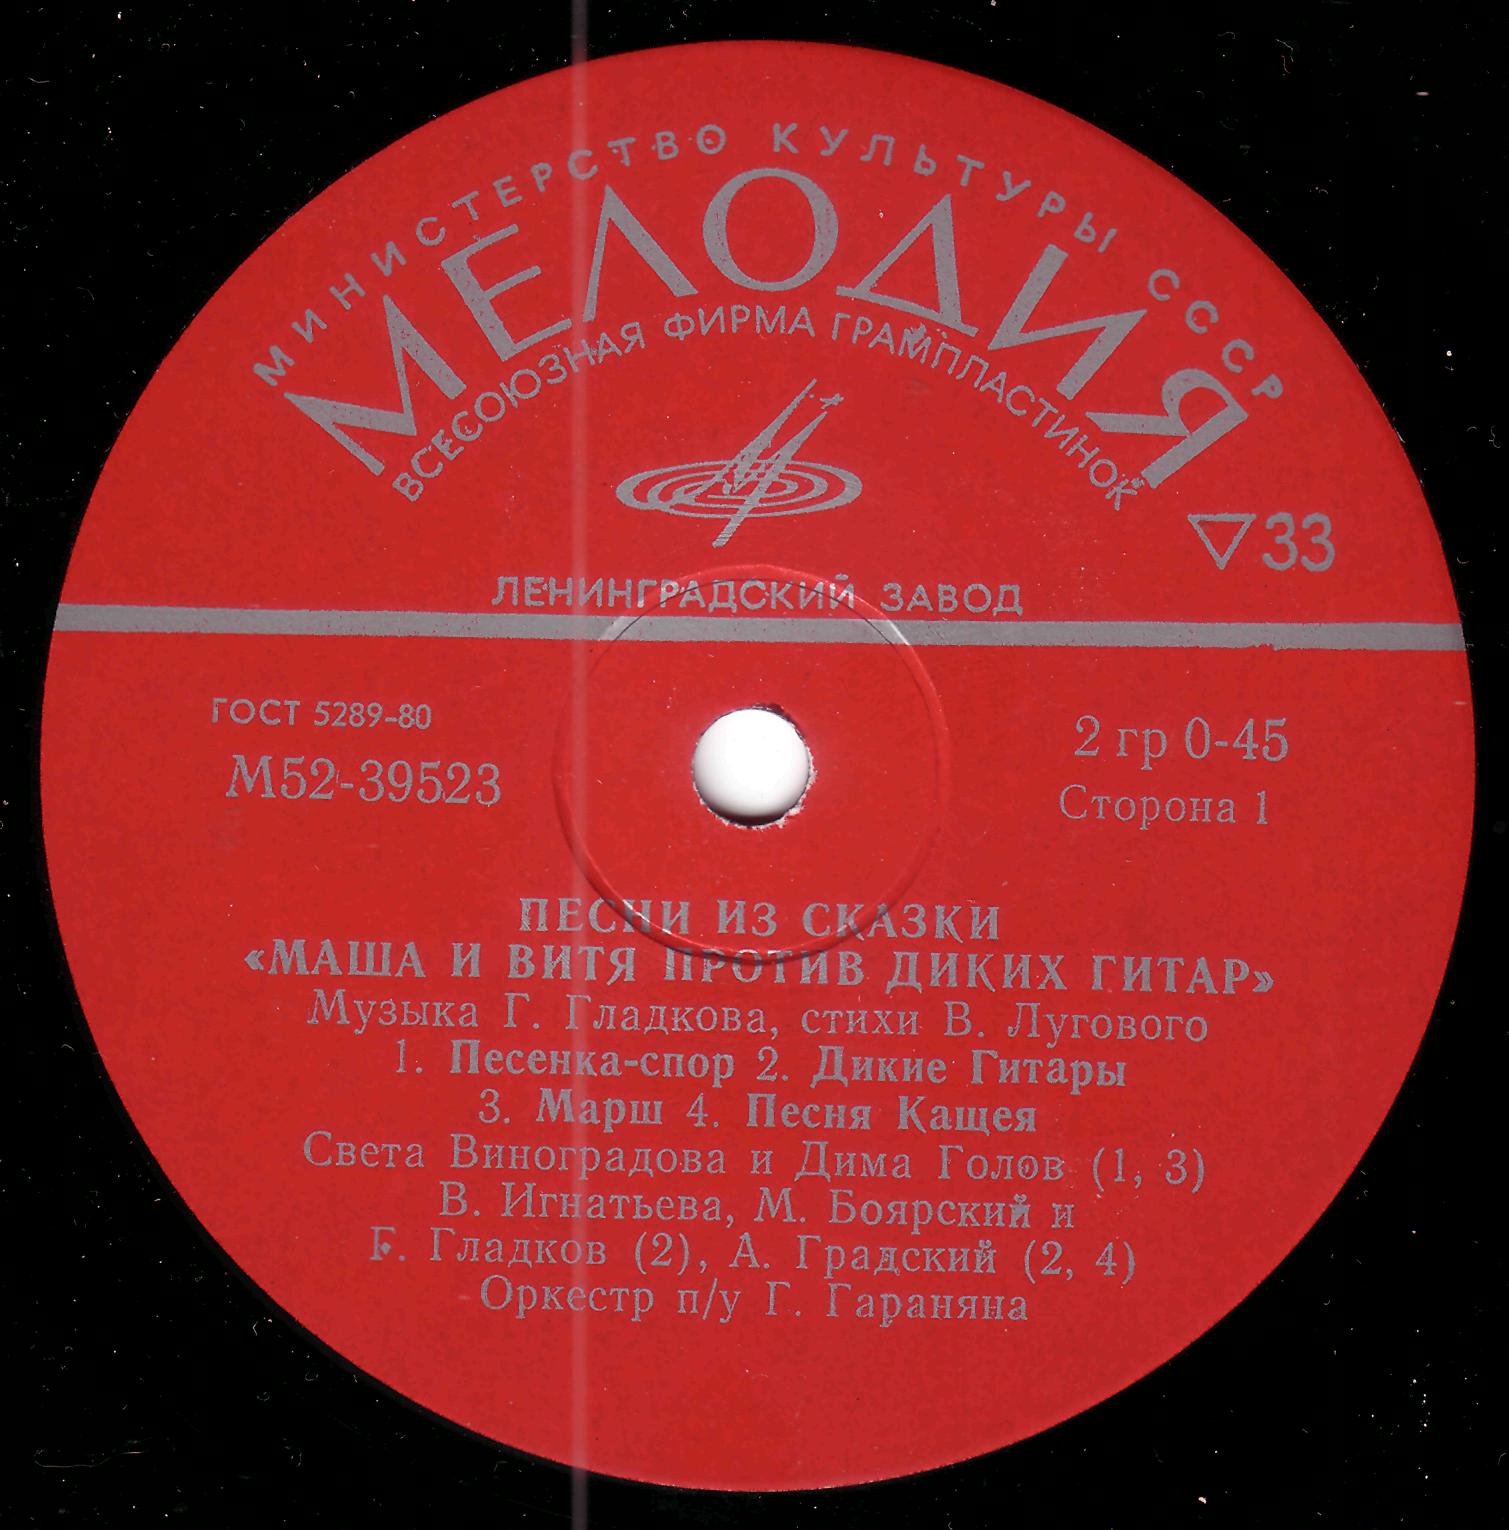 МИНИСТЕРСТВО КУЛЬТУРЫ СССР
МЕЛОДИЯ
ВСЕСОЮЗНАЯ ФИРМА ГРАМПЛАСТИНОК
33
ЛЕНИНГРАДСКИЙ ЗАВОД
ГОСТ 5289-80
М52-39523
2 гр 0-45
Сторона 1
ПЕСНИ ИЗ СКАЗКИ
«МАША И ВИТЯ ПРОТИВ ДИКИХ ГИТАР»
Музыка Г. Гладкова, стихи В. Лугового
1. Песенка-спор 2. Дикие Гитары
3. Марш 4. Песня Кащея
Света Виноградова и Дима Голов (1, 3)
В. Игнатьева, М. Боярский и
Г. Гладков (2), А. Градский (2, 4)
Оркестр п/у Г. Гараняна